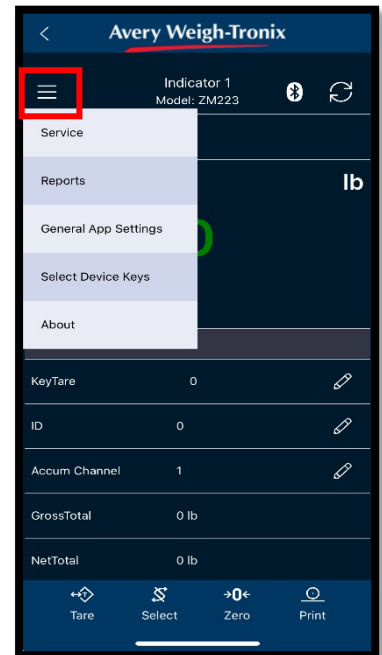 Avery Weigh-Tronix
Indicator 1
Model: ZM223
Service
Reports
lb
General App Settings
Select Device Keys
About
KeyTare 0
ID 0
Accum Channel 1
GrossTotal 0 lb
NetTotal 0 lb
→0←
Tare Select Zero Print